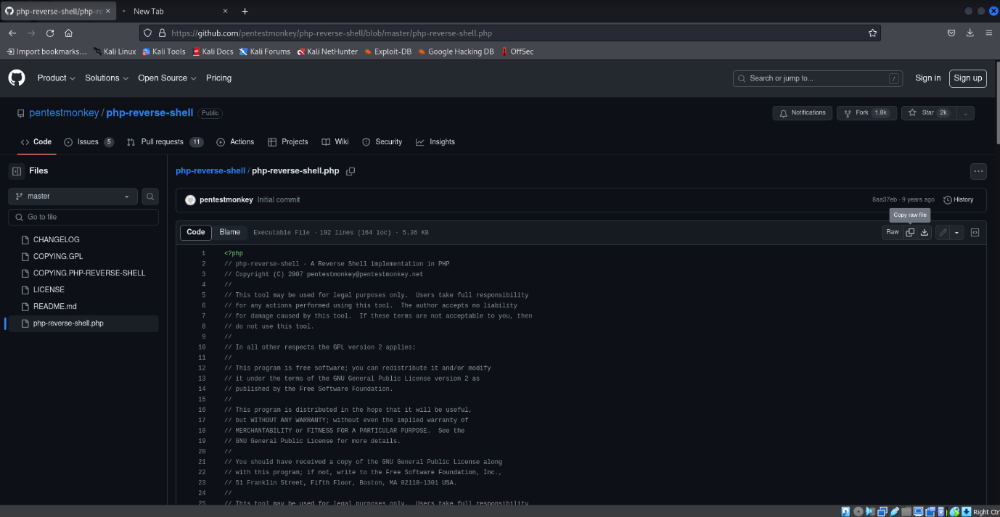 php-reverse-shell/php-re
New Tab
https://github.com/pentestmonkey/php-reverse-shell/blob/master/php-reverse-shell.php
Import bookmarks... Kali Linux Kali Tools Kali Docs Kali Forums Kali NetHunter Exploit-DB Google Hacking DB OffSec
Product Solutions Open Source Pricing Search or jump to... / Sign in Sign up
pentestmonkey / php-reverse-shell Public Notifications Fork 1.8k Star 2k
Code Issues 5 Pull requests 11 Actions Projects Wiki Security Insights
Files
master
Go to file
CHANGELOG
COPYING.GPL
COPYING.PHP-REVERSE-SHELL
LICENSE
README.md
php-reverse-shell.php
php-reverse-shell / php-reverse-shell.php
pentestmonkey Initial commit 8aa37eb · 9 years ago History
Copy raw file
Code Blame Executable File · 192 lines (164 loc) · 5.36 KB Raw
1 <?php
2 // php-reverse-shell - A Reverse Shell implementation in PHP
3 // Copyright (C) 2007 pentestmonkey@pentestmonkey.net
4 //
5 // This tool may be used for legal purposes only.  Users take full responsibility
6 // for any actions performed using this tool.  The author accepts no liability
7 // for damage caused by this tool.  If these terms are not acceptable to you, then
8 // do not use this tool.
9 //
10 // In all other respects the GPL version 2 applies:
11 //
12 // This program is free software; you can redistribute it and/or modify
13 // it under the terms of the GNU General Public License version 2 as
14 // published by the Free Software Foundation.
15 //
16 // This program is distributed in the hope that it will be useful,
17 // but WITHOUT ANY WARRANTY; without even the implied warranty of
18 // MERCHANTABILITY or FITNESS FOR A PARTICULAR PURPOSE.  See the
19 // GNU General Public License for more details.
20 //
21 // You should have received a copy of the GNU General Public License along
22 // with this program; if not, write to the Free Software Foundation, Inc.,
23 // 51 Franklin Street, Fifth Floor, Boston, MA 02110-1301 USA.
24 //
25 // This tool may be used for legal purposes only.  Users take full responsibility
Right Ctr